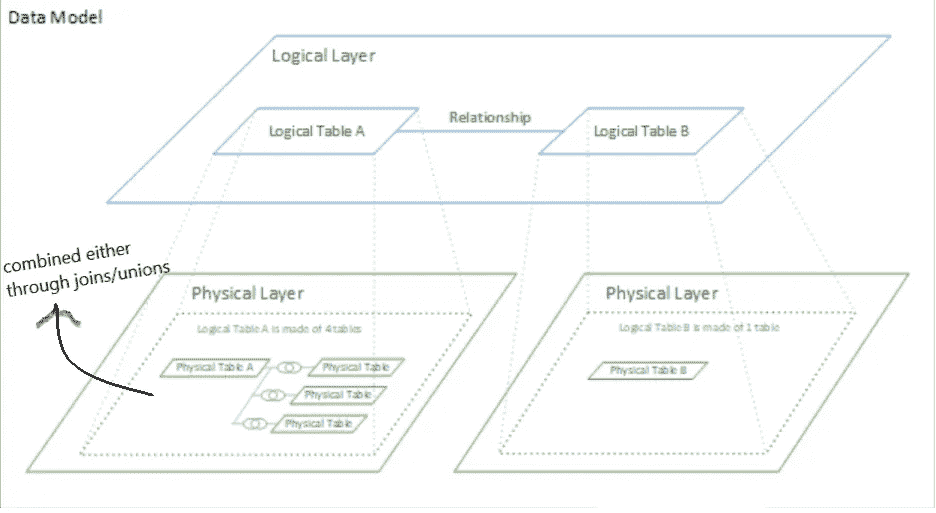 Data Model
Logical Layer
Logical Table A
Relationship
Logical Table B
combined either
through joins/unions
Physical Layer
Logical Table A is made of 4 tables
Physical Table A
Physical Table
Physical Table
Physical Table
Physical Layer
Logical Table B is made of 1 table
Physical Table B